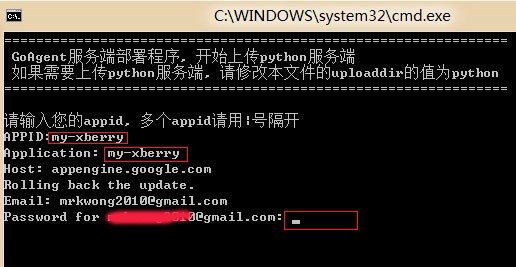 C:\WINDOWS\system32\cmd.exe
===============================================================
GoAgent服务端部署程序, 开始上传python服务端
如果需要上传python服务端, 请修改本文件的uploaddir的值为python
===============================================================
请输入您的appid, 多个appid请用|号隔开
APPID:my-xberry
Application: my-xberry
Host: appengine.google.com
Rolling back the update.
Email: mrkwong2010@gmail.com
Password for @gmail.com: